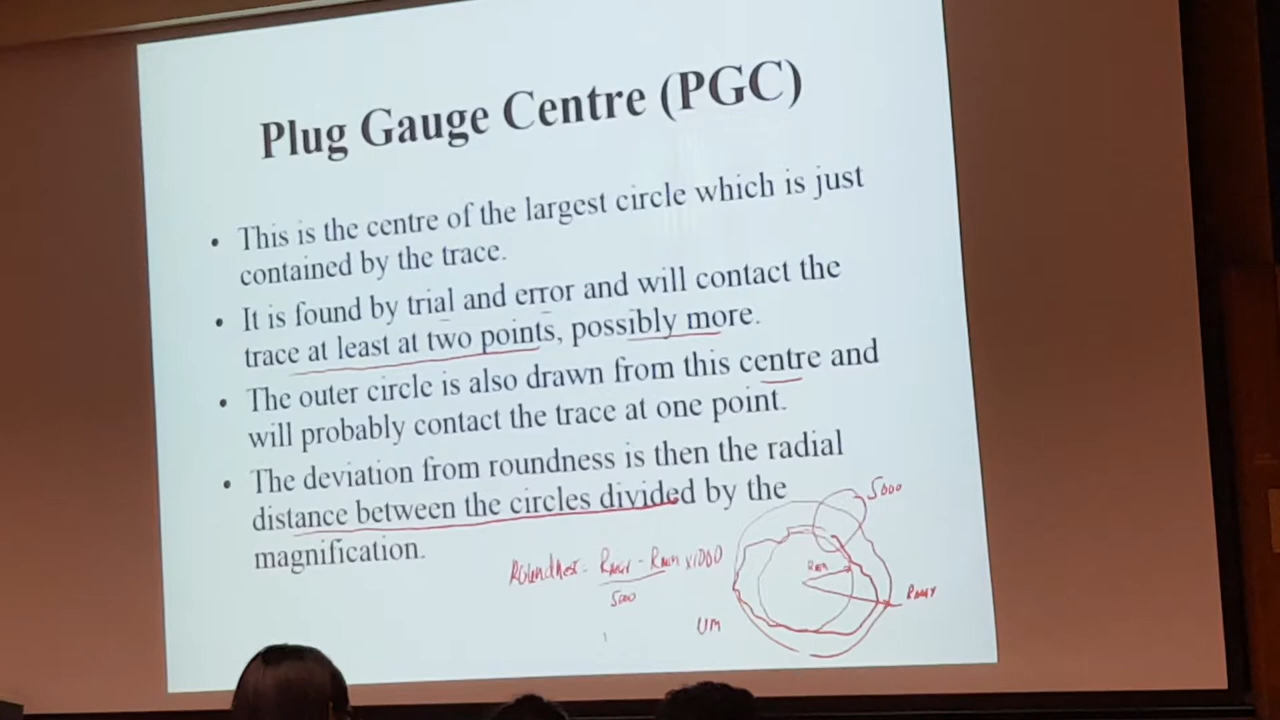 Plug Gauge Centre (PGC)
• This is the centre of the largest circle which is just
contained by the trace.
• It is found by trial and error and will contact the
trace at least at two points, possibly more.
• The outer circle is also drawn from this centre and
will probably contact the trace at one point.
• The deviation from roundness is then the radial
distance between the circles divided by the
magnification.
5000
Rmin
Rmax
Roundness = Rmax - Rmin x1000
5000
UM